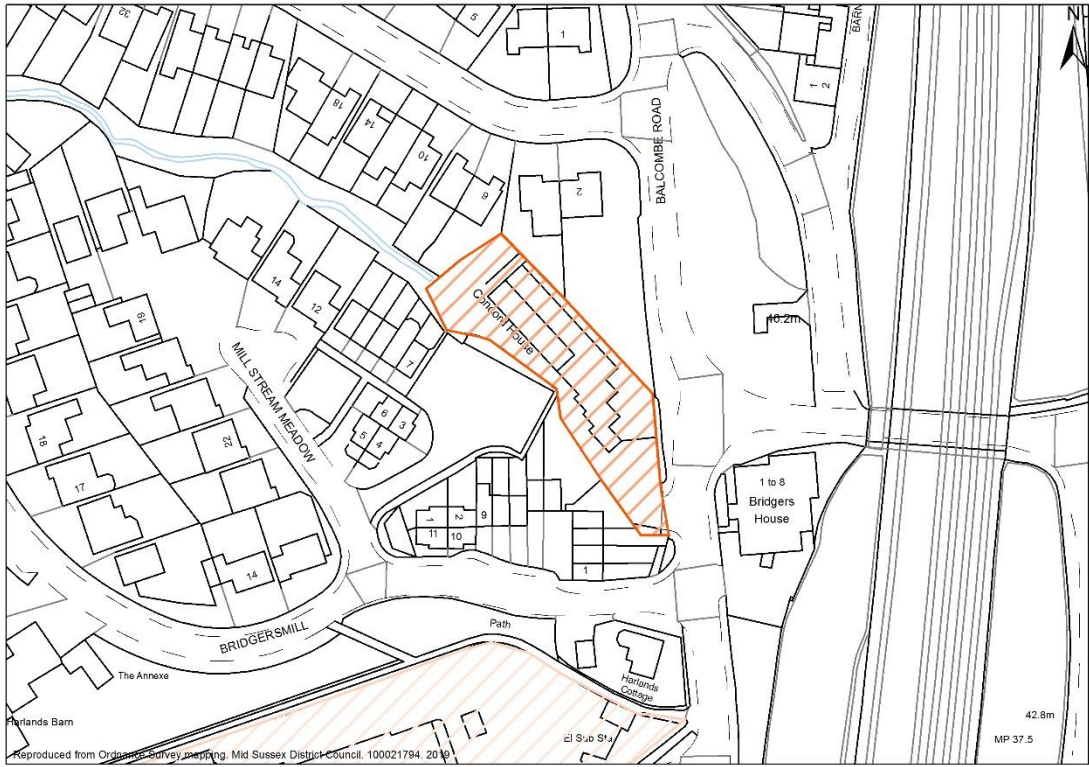 32
5
1
BARN
N
1 2
18
14
10
6
2
BALCOMBE ROAD
46.2m
14
12
Concord House
19
7
MILL STREAM MEADOW
6
3
5
4
18
22
17
1 to 8
Bridgers
House
1
2
9
11
10
14
1
BRIDGERSMILL
Path
The Annexe
Harlands
Cottage
Harlands Barn
El Sub Sta
42.8m
MP 37.5
Reproduced from Ordnance Survey mapping. Mid Sussex District Council. 100021794. 2019